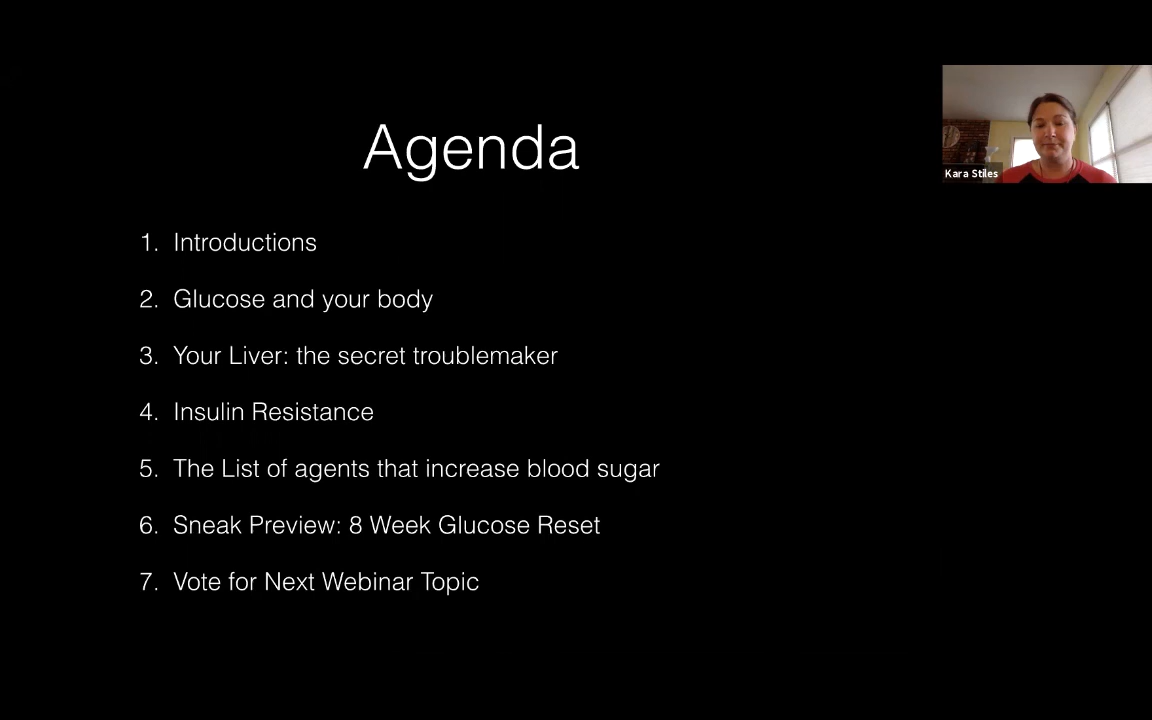 Agenda
Kara Stiles
1. Introductions
2. Glucose and your body
3. Your Liver: the secret troublemaker
4. Insulin Resistance
5. The List of agents that increase blood sugar
6. Sneak Preview: 8 Week Glucose Reset
7. Vote for Next Webinar Topic